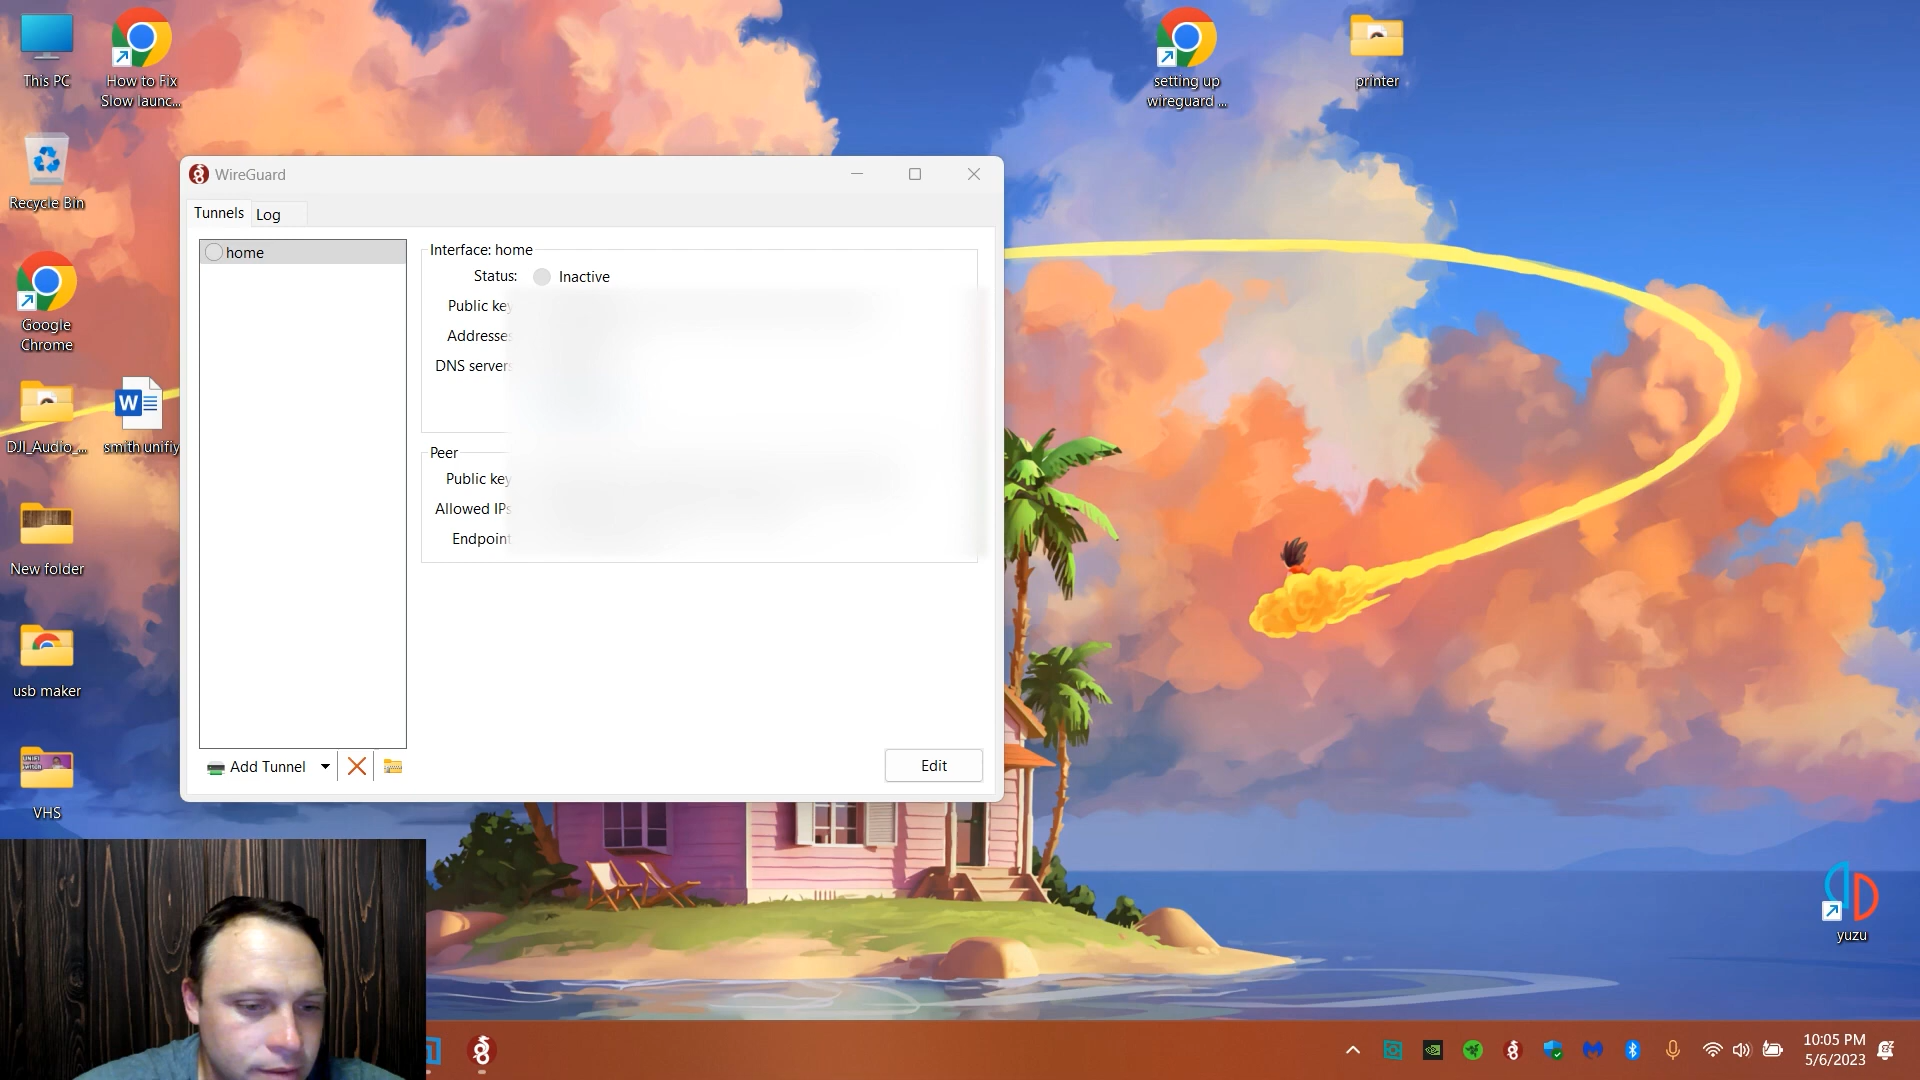 This PC
How to Fix
Slow launc...
setting up
wireguard ...
printer
Recycle Bin
Google
Chrome
DJI_Audio_...
smith unifiy
New folder
usb maker
VHS
yuzu
WireGuard
Tunnels
Log
home
Interface: home
Status:
Inactive
Public key
Addresses
DNS servers
Peer
Public key
Allowed IPs
Endpoint
Add Tunnel
Edit
10:05 PM
5/6/2023